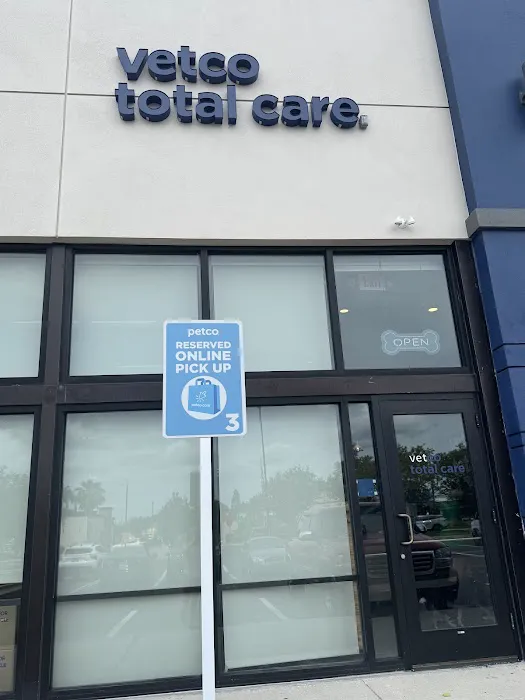 vetco
total care.
OPEN
petco
RESERVED
ONLINE
PICK UP
3
vetco
total care